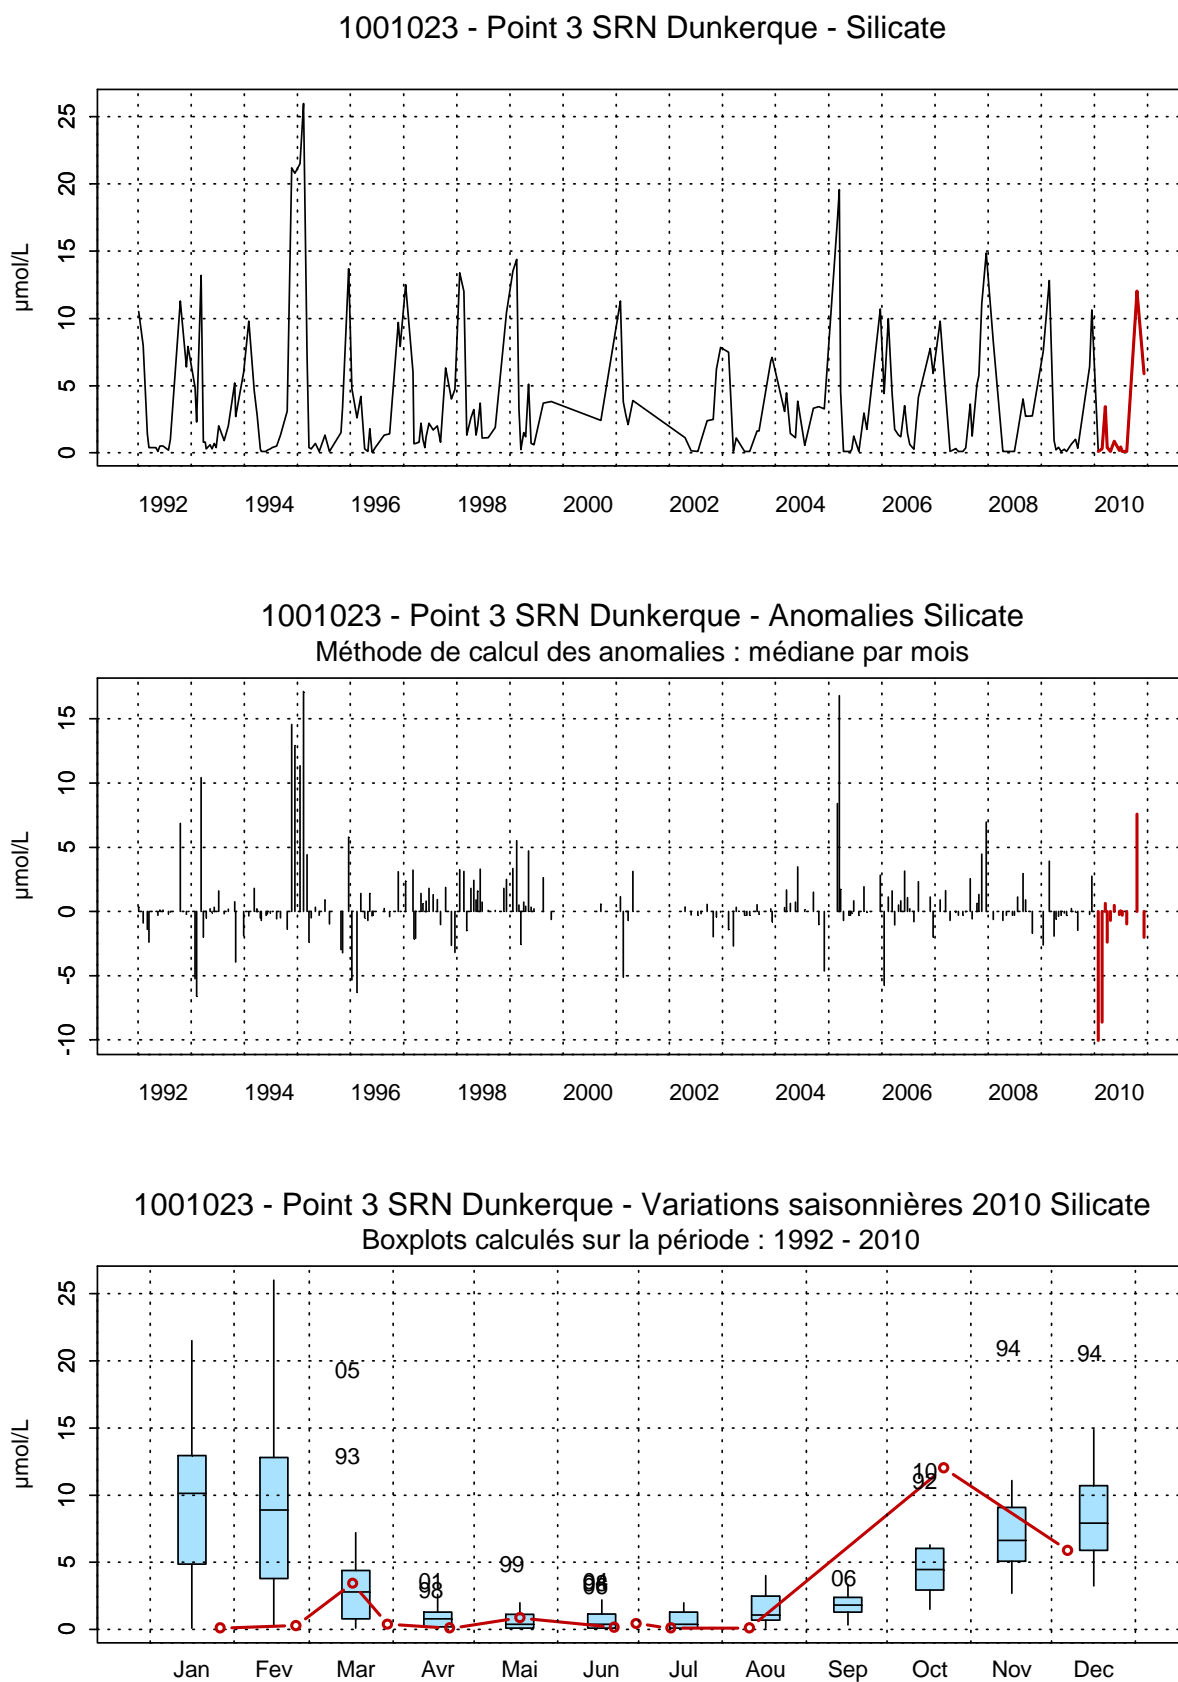 1001023 - Point 3 SRN Dunkerque - Silicate
25
20
15
10
5
0
µmol/L
1992 1994 1996 1998 2000 2002 2004 2006 2008 2010
1001023 - Point 3 SRN Dunkerque - Anomalies Silicate
Méthode de calcul des anomalies : médiane par mois
15
10
5
0
-5
-10
µmol/L
1992 1994 1996 1998 2000 2002 2004 2006 2008 2010
1001023 - Point 3 SRN Dunkerque - Variations saisonnières 2010 Silicate
Boxplots calculés sur la période : 1992 - 2010
25
20
15
10
5
0
µmol/L
94
94
05
93
10
92
99
01
98
06
Jan Fev Mar Avr Mai Jun Jul Aou Sep Oct Nov Dec